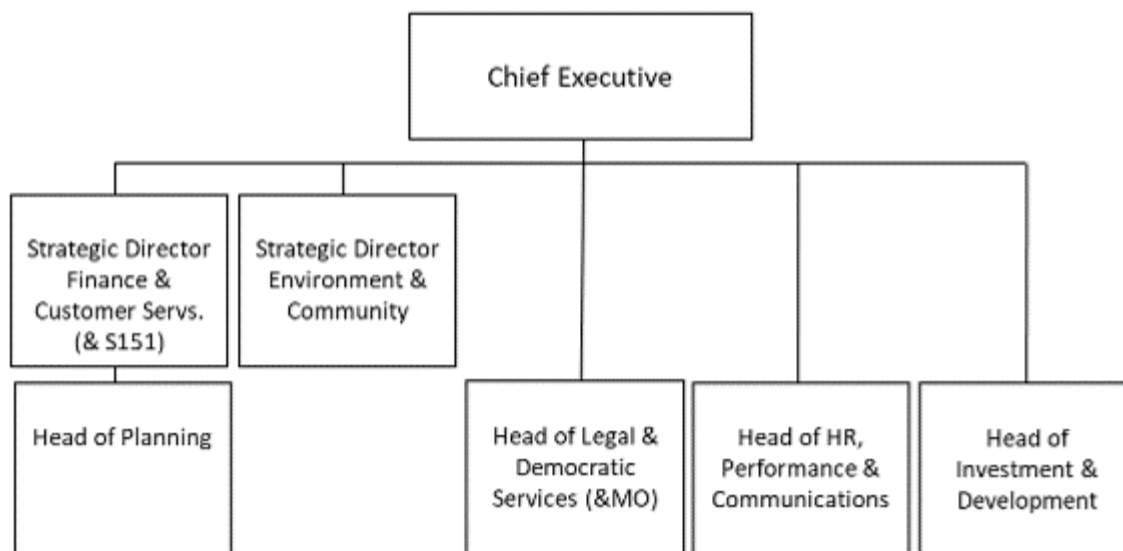 Chief Executive
Strategic Director
Finance &
Customer Servs.
(& S151)
Strategic Director
Environment &
Community
Head of Planning
Head of Legal &
Democratic
Services (&MO)
Head of HR,
Performance &
Communications
Head of
Investment &
Development